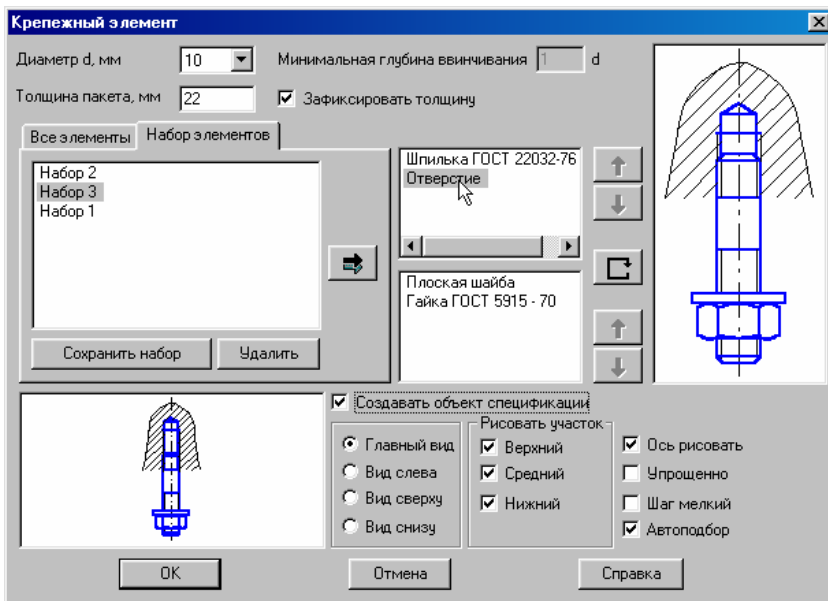 Крепежный элемент
Диаметр d, мм 10 Минимальная глубина ввинчивания 1 d
Толщина пакета, мм 22 Зафиксировать толщину
Все элементы Набор элементов
Набор 2
Набор 3
Набор 1
Сохранить набор Удалить
Шпилька ГОСТ 22032-76
Отверстие
Плоская шайба
Гайка ГОСТ 5915 - 70
Создавать объект спецификации
Главный вид
Вид слева
Вид сверху
Вид снизу
Рисовать участок
Верхний
Средний
Нижний
Ось рисовать
Упрощенно
Шаг мелкий
Автоподбор
OK Отмена Справка